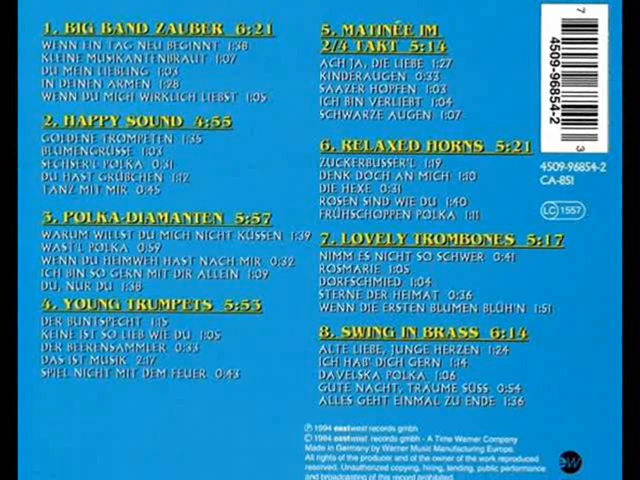 1. BIG BAND ZAUBER 6:21
WENN EIN TAG NEU BEGINNT 1:38
KLEINE MUSIKANTENBRAUT 1:07
DU MEIN LIEBLING 1:03
IN DEINEN ARMEN 1:28
WENN DU MICH WIRKLICH LIEBST 1:05
2. HAPPY SOUND 4:55
GOLDENE TROMPETEN 1:35
BLUMENGRÜSSE 1:03
SECHSER'L POLKA 0:31
DU HAST GRÜBCHEN 1:12
TANZ MIT MIR 0:45
3. POLKA-DIAMANTEN 5:57
WARUM WILLST DU MICH NICHT KÜSSEN 1:39
WAST'L POLKA 0:59
WENN DU HEIMWEH HAST NACH MIR 0:32
ICH BIN SO GERN MIT DIR ALLEIN 1:09
DU, NUR DU 1:38
4. YOUNG TRUMPETS 5:53
DER BUNTSPECHT 1:15
KEINE IST SO LIEB WIE DU 1:05
DER BEERENSAMMLER 0:33
DAS IST MUSIK 2:17
SPIEL NICHT MIT DEM FEUER 0:43
5. MATINÉE IM
2/4 TAKT 5:14
ACH JA, DIE LIEBE 1:27
KINDERAUGEN 0:33
SAAZER HOPFEN 1:03
ICH BIN VERLIEBT 1:04
SCHWARZE AUGEN 1:07
6. RELAXED HORNS 5:21
ZUCKERBUSSER'L 1:19
DENK DOCH AN MICH 1:10
DIE HEXE 0:31
ROSEN SIND WIE DU 1:40
FRÜHSCHOPPEN POLKA 1:11
7. LOVELY TROMBONES 5:17
NIMM ES NICHT SO SCHWER 0:41
ROSMARIE 1:05
DORFSCHMIED 1:04
STERNE DER HEIMAT 0:36
WENN DIE ERSTEN BLUMEN BLÜH'N 1:51
8. SWING IN BRASS 6:14
ALTE LIEBE, JUNGE HERZEN 1:24
ICH HAB' DICH GERN 1:14
DAVELSKA POLKA 1:06
GUTE NACHT, TRÄUME SÜSS 0:54
ALLES GEHT EINMAL ZU ENDE 1:36
7
4509-96854-2
3
4509-96854-2
CA-851
LC 1557
℗ 1994 eastwest records gmbh
© 1994 eastwest records gmbh - A Time Warner Company
Made in Germany by Warner Music Manufacturing Europe.
All rights of the producer and of the owner of the work reproduced
reserved. Unauthorized copying, hiring, lending, public performance
and broadcasting of this record prohibited.
ew